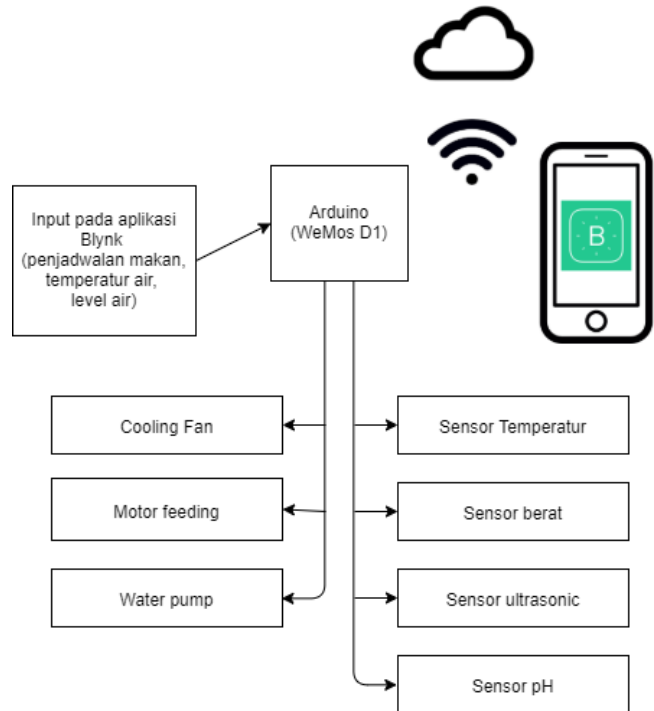 Input pada aplikasi
Blynk
(penjadwalan makan,
temperatur air,
level air)
Arduino
(WeMos D1)
B
Cooling Fan
Sensor Temperatur
Motor feeding
Sensor berat
Water pump
Sensor ultrasonic
Sensor pH